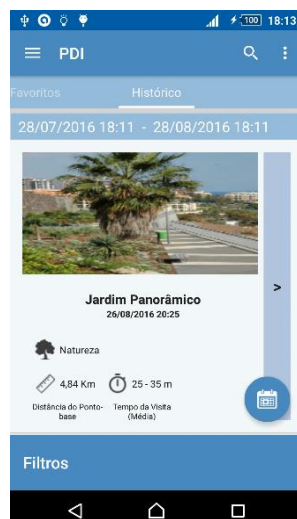 100 18:13
PDI
Favoritos Histórico
28/07/2016 18:11 - 28/08/2016 18:11
Jardim Panorâmico
26/08/2016 20:25
>
Natureza
4,84 Km 25 - 35 m
Distância do Ponto-
base
Tempo da Visita
(Média)
Filtros